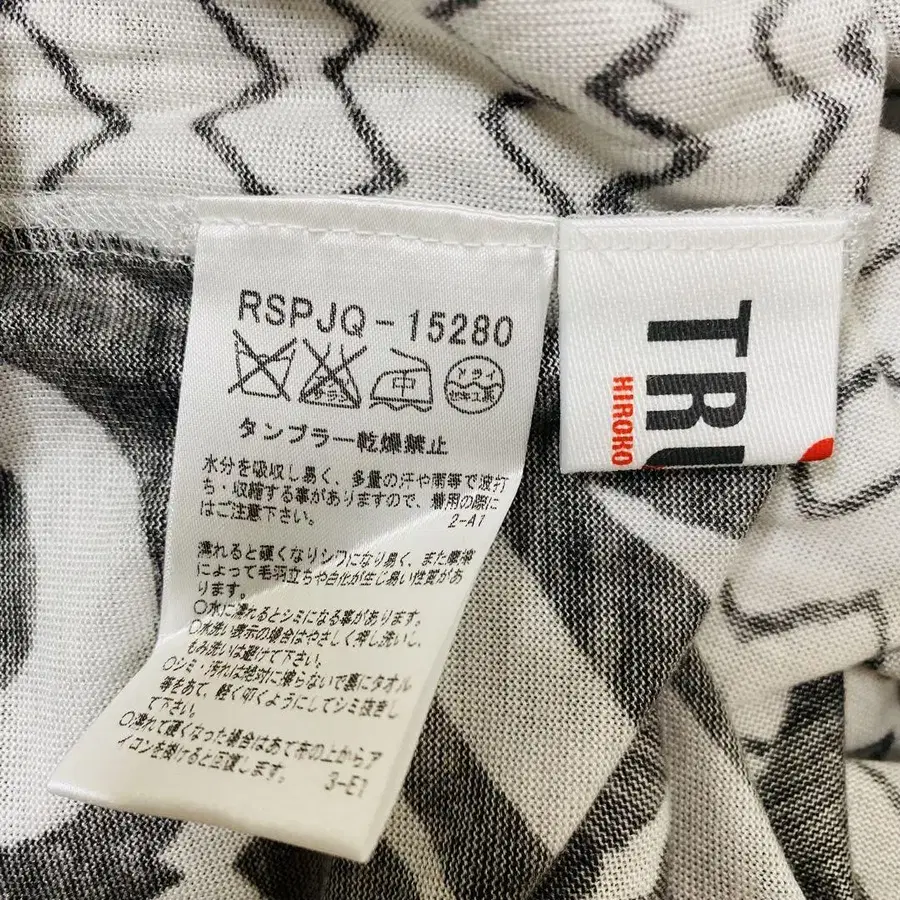 RSPJQ-15280
中
ドライ
セキユ系
タンブラー乾燥禁止
水分を吸収し易く、多量の汗や雨等で波打
ち・収縮する事がありますので、着用の際に
はご注意下さい。
2-A1
濡れると硬くなりシワになり易く、また摩擦
によって毛羽立ちや白化が生じ易い性質があ
ります。
○水に濡れるとシミになる事があります。
○水洗い表示の場合はやさしく押し洗いし、
もみ洗いは避けて下さい。
○シミ・汚れは絶対に擦らないで裏にタオル
等をあて、軽く叩くようにしてシミ抜きし
て下さい。
○濡れて硬くなった場合はあて布の上からア
イロンを掛けると回復します。
3-E1
TRU
HIROKO